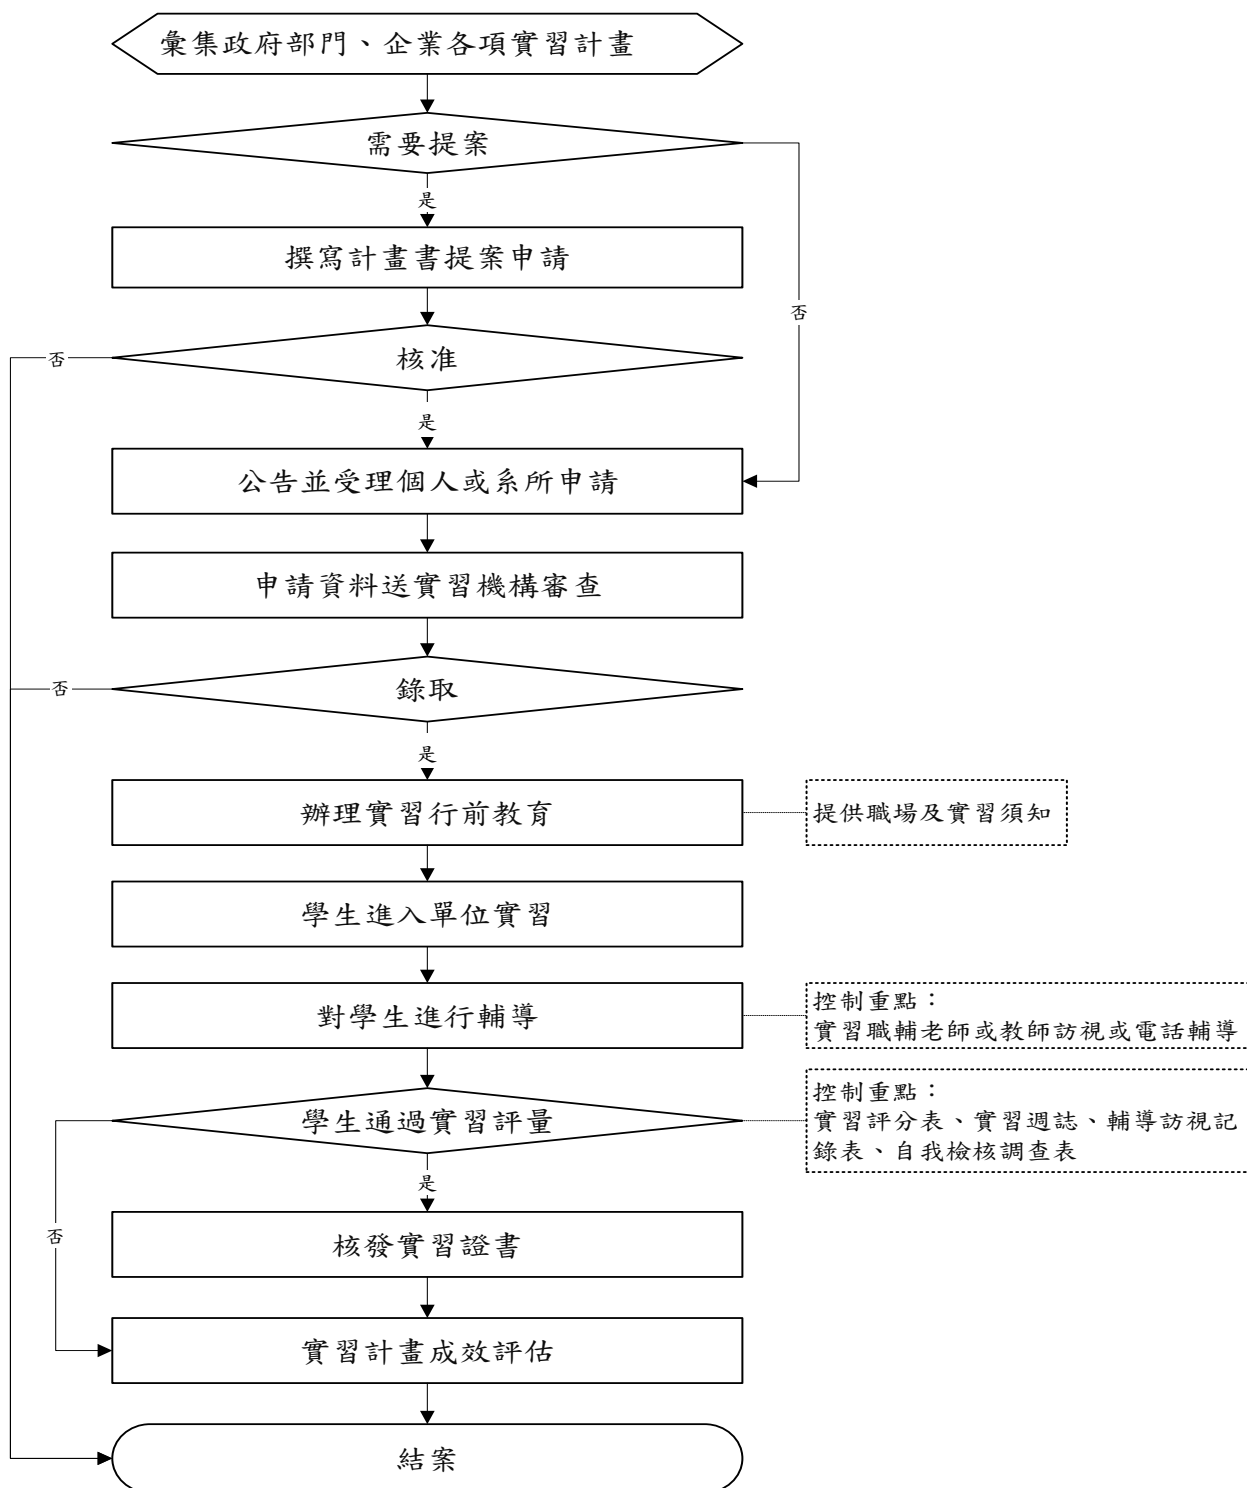 彙集政府部門、企業各項實習計畫
需要提案
是
撰寫計畫書提案申請
否
核准
否
是
公告並受理個人或系所申請
申請資料送實習機構審查
錄取
否
是
辦理實習行前教育
提供職場及實習須知
學生進入單位實習
對學生進行輔導
控制重點：
實習職輔老師或教師訪視或電話輔導
學生通過實習評量
控制重點：
實習評分表、實習週誌、輔導訪視記
錄表、自我檢核調查表
是
否
核發實習證書
實習計畫成效評估
結案